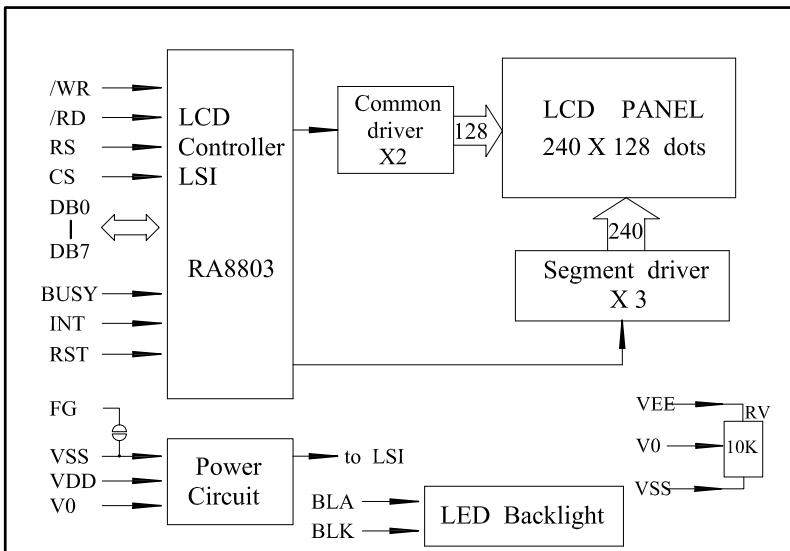 /WR
/RD
RS
CS
DB0
DB7
BUSY
INT
RST
LCD
Controller
LSI
RA8803
Common
driver
X2
128
LCD PANEL
240 X 128 dots
240
Segment driver
X 3
FG
VSS
VDD
V0
Power
Circuit
to LSI
BLA
BLK
LED Backlight
VEE
RV
V0
10K
VSS